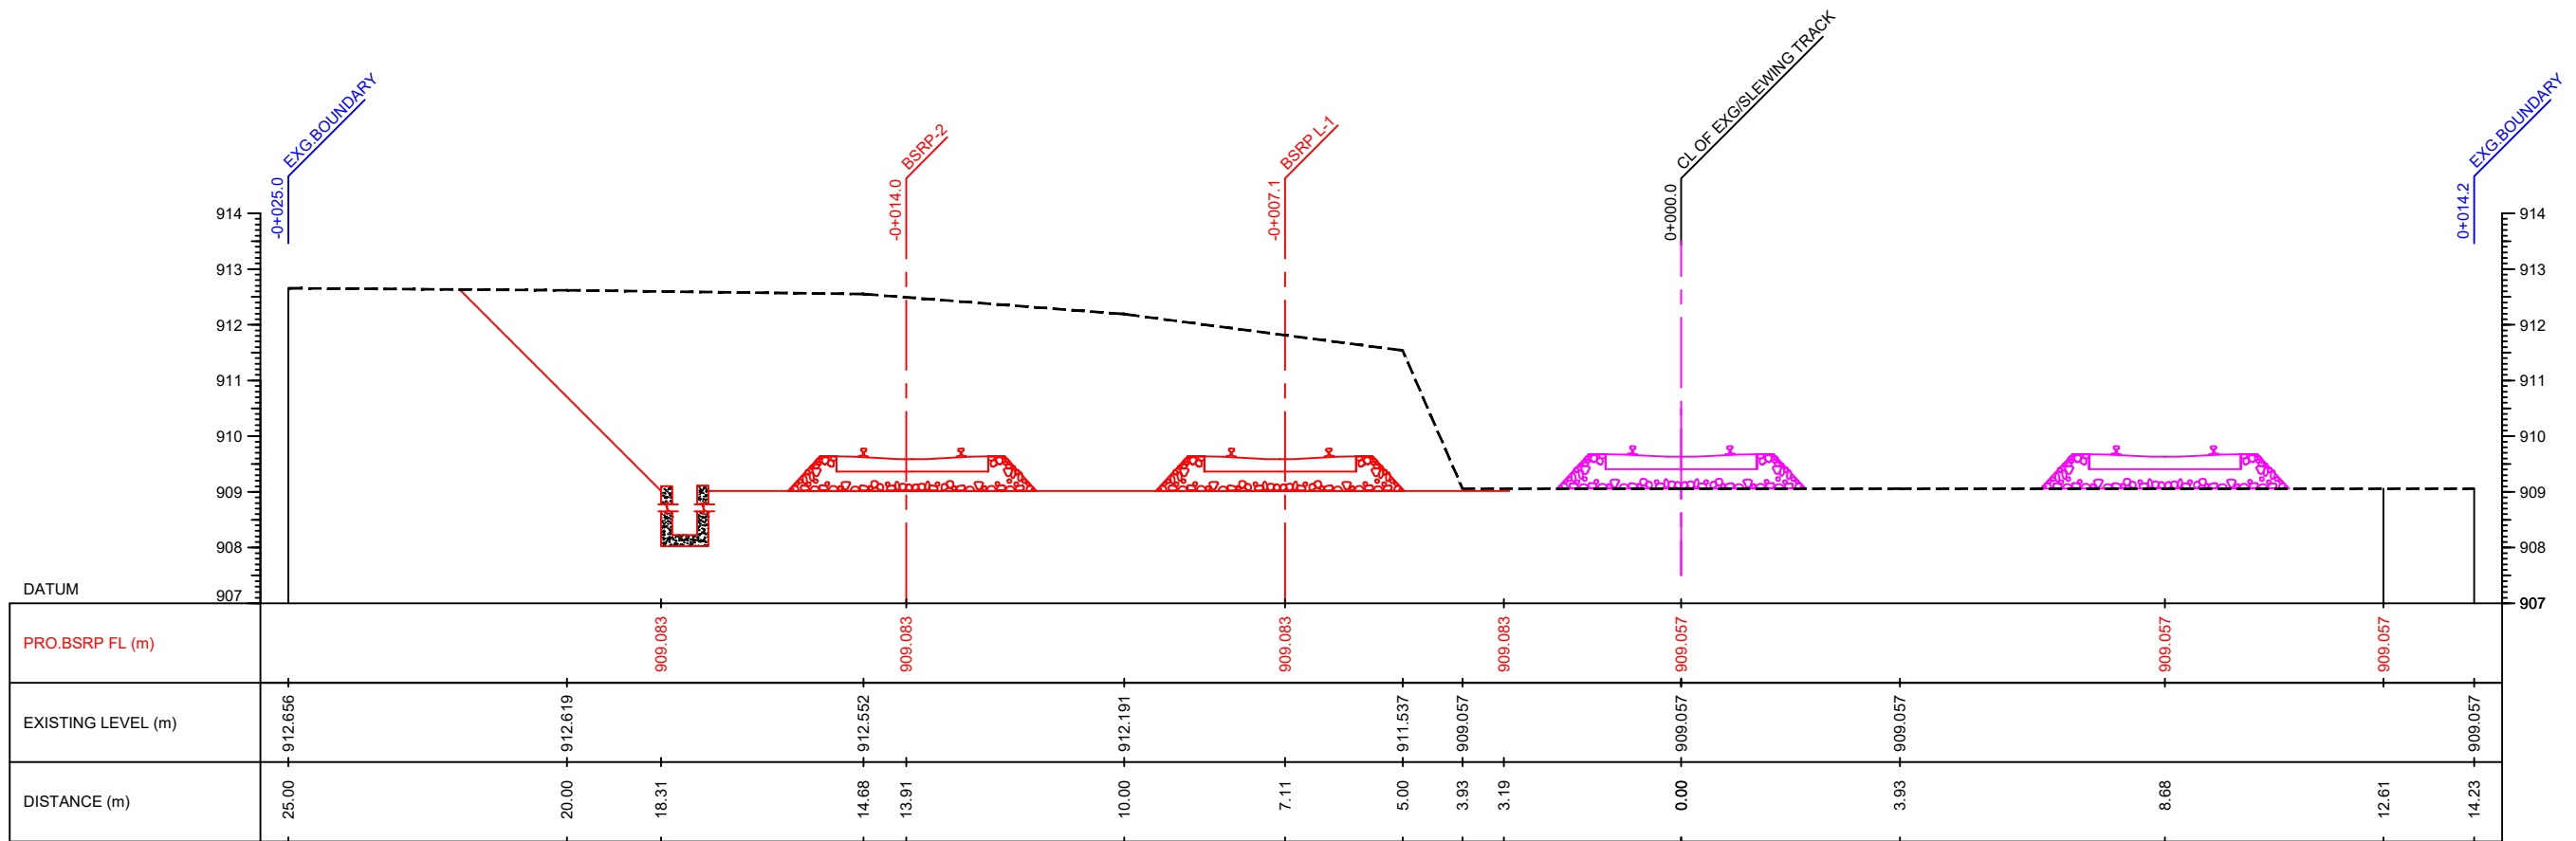 EXG.BOUNDARY
-0+025.0
BSRP-2
-0+014.0
BSRP L-1
-0+007.1
CL OF EXG/SLEWING TRACK
0+000.0
EXG.BOUNDARY
0+014.2
914
913
912
911
910
909
908
907
914
913
912
911
910
909
908
907
DATUM
PRO.BSRP FL (m) 909.083 909.083 909.083 909.083 909.057 909.057 909.057
EXISTING LEVEL (m) 912.656 912.619 912.552 912.191 911.537 909.057 909.057 909.057 909.057
DISTANCE (m) 25.00 20.00 18.31 14.68 13.91 10.00 7.11 5.00 3.93 3.19 0.00 3.93 8.68 12.61 14.23